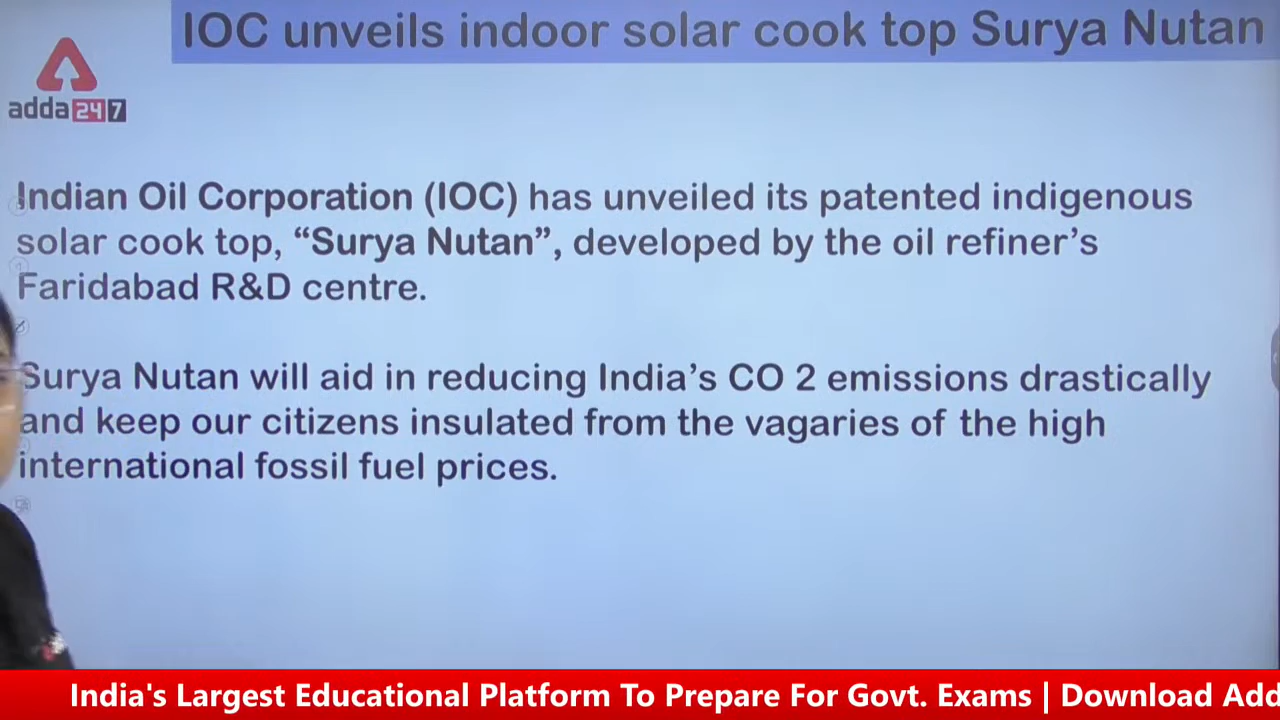 IOC unveils indoor solar cook top Surya Nutan
adda247
Indian Oil Corporation (IOC) has unveiled its patented indigenous
solar cook top, “Surya Nutan”, developed by the oil refiner’s
Faridabad R&D centre.
Surya Nutan will aid in reducing India’s CO 2 emissions drastically
and keep our citizens insulated from the vagaries of the high
international fossil fuel prices.
India's Largest Educational Platform To Prepare For Govt. Exams | Download Add